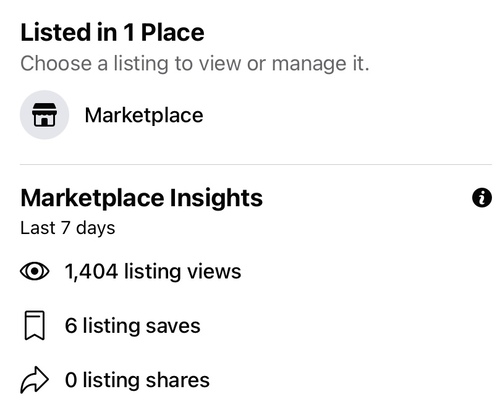 Listed in 1 Place
Choose a listing to view or manage it.
Marketplace
Marketplace Insights
Last 7 days
1,404 listing views
6 listing saves
0 listing shares